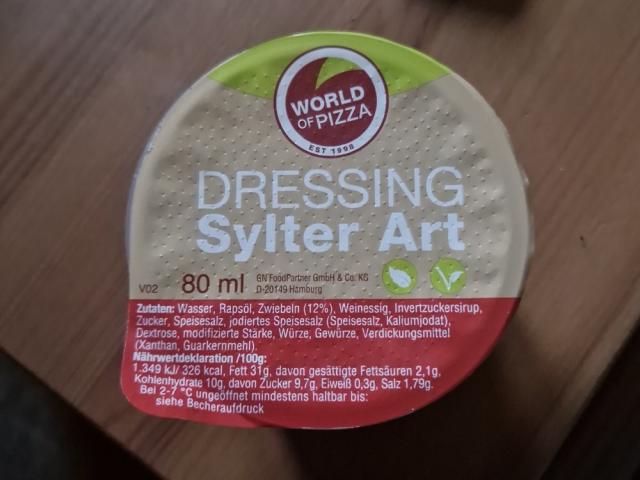 WORLD
OF PIZZA
EST 1998
DRESSING
Sylter Art
V02 80 ml GN FoodPartner GmbH & Co. KG
D-20149 Hamburg
Zutaten: Wasser, Rapsöl, Zwiebeln (12%), Weinessig, Invertzuckersirup,
Zucker, Speisesalz, jodiertes Speisesalz (Speisesalz, Kaliumjodat),
Dextrose, modifizierte Stärke, Würze, Gewürze, Verdickungsmittel
(Xanthan, Guarkernmehl).
Nährwertdeklaration /100g:
1.349 kJ/ 326 kcal, Fett 31g, davon gesättigte Fettsäuren 2,1g,
Kohlenhydrate 10g, davon Zucker 9,7g, Eiweiß 0,3g, Salz 1,79g.
Bei 2-7 °C ungeöffnet mindestens haltbar bis:
siehe Becheraufdruck